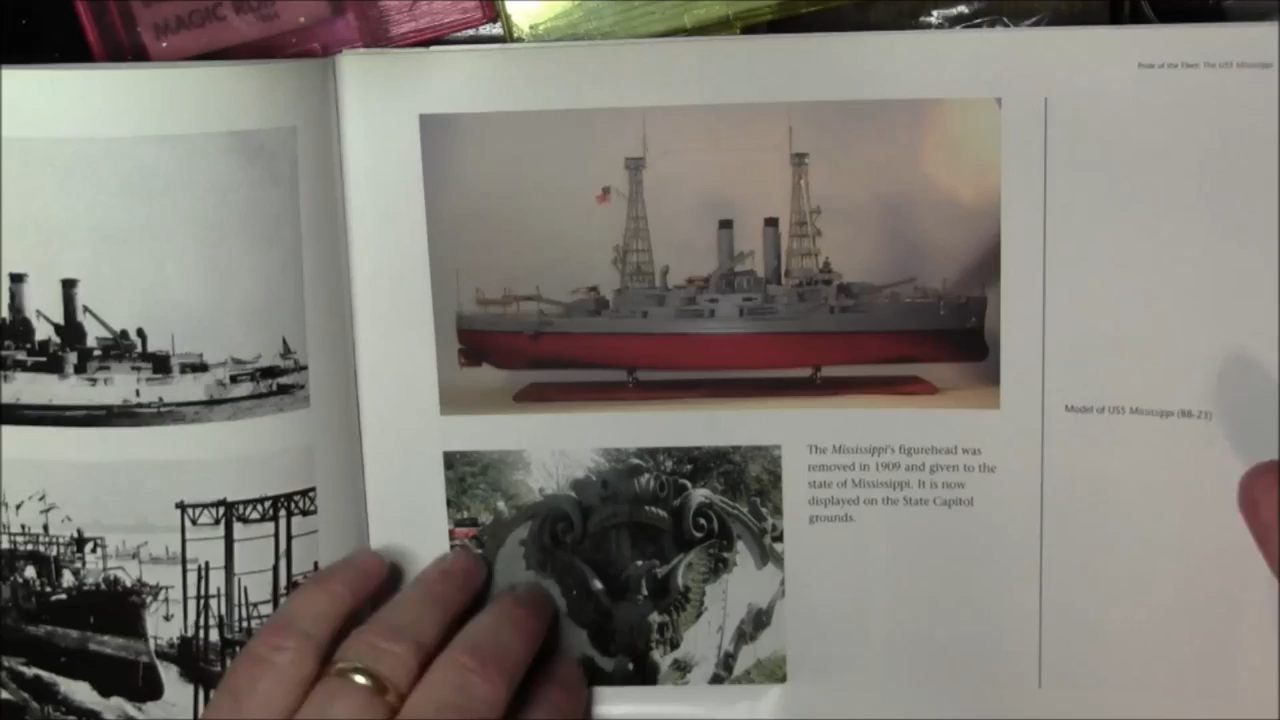 MAGIC
Pride of the Fleet: The USS Mississippi
Model of USS Mississippi (BB-23)
The Mississippi's figurehead was
removed in 1909 and given to the
state of Mississippi. It is now
displayed on the State Capitol
grounds.